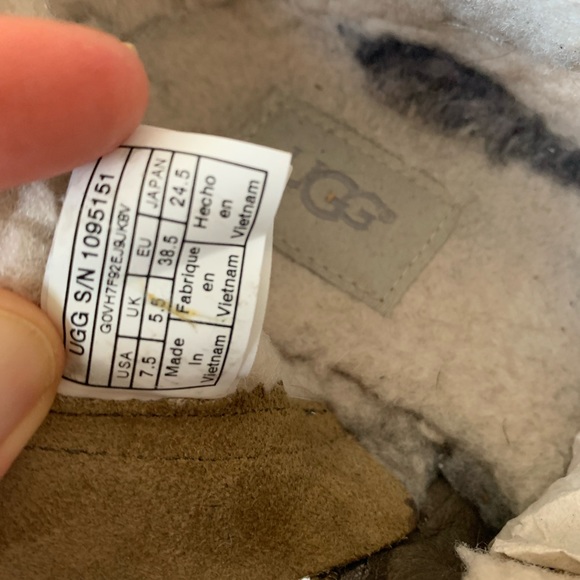 UGG S/N 1095151
GOVH7F92EJ9JKBV
USA UK EU JAPAN
7.5 5.5 38.5 24.5
Made In Vietnam
Fabrique en Vietnam
Hecho en Vietnam
UGG